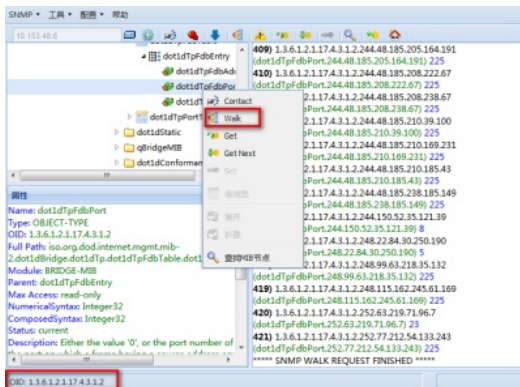 SNMP 工具 配置 帮助
10.153.48.6
dot1dTpFdbEntry
dot1dTpFdbAd
dot1dTpFdbPor
dot1dT
dot1dTpPortT
dot1dStatic
qBridgeMIB
dot1dConforman
Contact
Walk
Get
Get Next
Set
展开
折叠
查找MIB节点
属性
Name: dot1dTpFdbPort
Type: OBJECT-TYPE
OID: 1.3.6.1.2.1.17.4.3.1.2
Full Path: iso.org.dod.internet.mgmt.mib-
2.dot1dBridge.dot1dTp.dot1dTpFdbTable.dot1
Module: BRIDGE-MIB
Parent: dot1dTpFdbEntry
Max Access: read-only
NumericalSyntax: Integer32
ComposedSyntax: Integer32
Status: current
Description: Either the value '0', or the port number of
409) 1.3.6.1.2.1.17.4.3.1.2.244.48.185.205.164.191
(dot1dTpFdbPort.244.48.185.205.164.191) 225
410) 1.3.6.1.2.1.17.4.3.1.2.244.48.185.208.222.67
(dot1dTpFdbPort.244.48.185.208.222.67) 225
2.1.17.4.3.1.2.244.48.185.208.238.67
ort.244.48.185.208.238.67) 225
2.1.17.4.3.1.2.244.48.185.210.39.100
ort.244.48.185.210.39.100) 225
2.1.17.4.3.1.2.244.48.185.210.169.231
ort.244.48.185.210.169.231) 225
2.1.17.4.3.1.2.244.48.185.210.185.43
ort.244.48.185.210.185.43) 225
2.1.17.4.3.1.2.244.48.185.238.185.149
ort.244.48.185.238.185.149) 225
2.1.17.4.3.1.2.244.150.52.35.121.39
ort.244.150.52.35.121.39) 8
2.1.17.4.3.1.2.248.22.84.30.250.190
ort.248.22.84.30.250.190) 5
2.1.17.4.3.1.2.248.99.63.218.35.132
(dot1dTpFdbPort.248.99.63.218.35.132) 225
419) 1.3.6.1.2.1.17.4.3.1.2.248.115.162.245.61.169
(dot1dTpFdbPort.248.115.162.245.61.169) 225
420) 1.3.6.1.2.1.17.4.3.1.2.252.63.219.71.96.7
(dot1dTpFdbPort.252.63.219.71.96.7) 23
421) 1.3.6.1.2.1.17.4.3.1.2.252.77.212.54.133.243
(dot1dTpFdbPort.252.77.212.54.133.243) 225
***** SNMP WALK REQUEST FINISHED *****
OID: 1.3.6.1.2.1.17.4.3.1.2